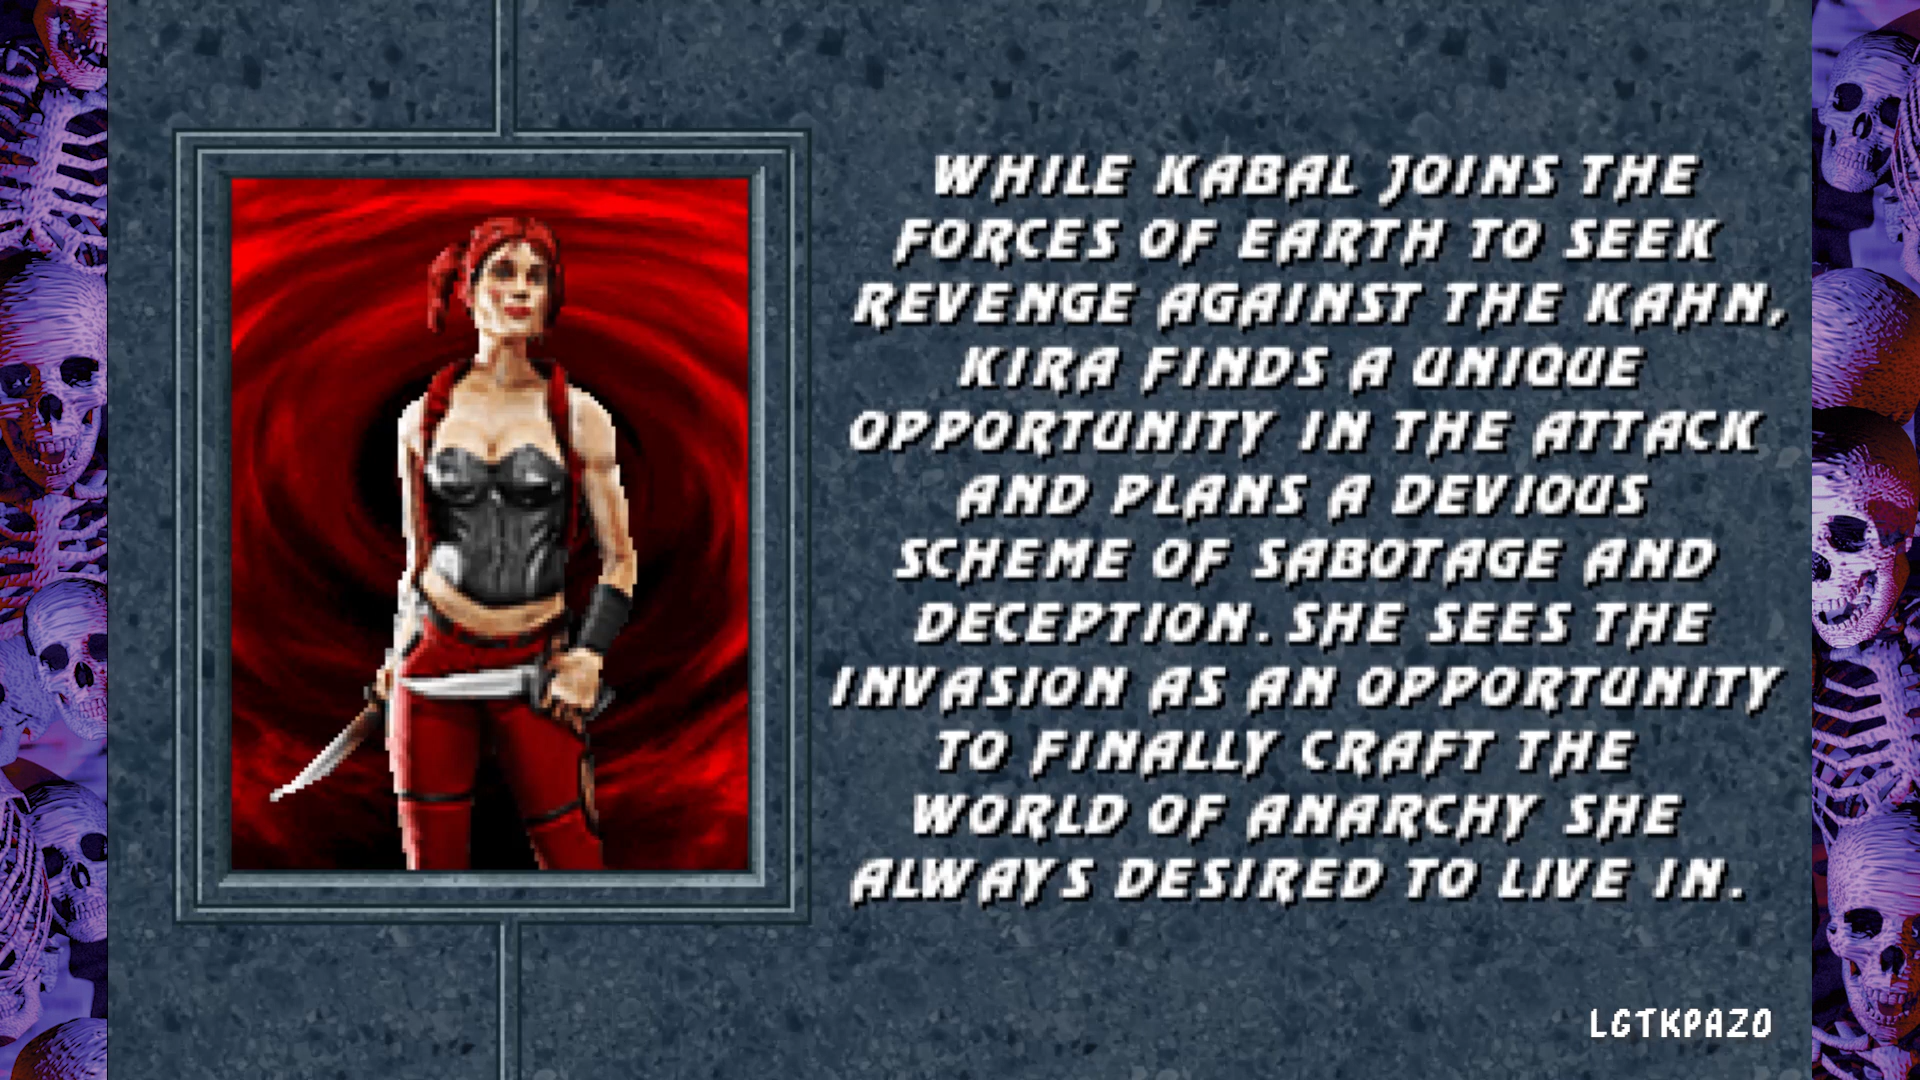 WHILE KABAL JOINS THE
FORCES OF EARTH TO SEEK
REVENGE AGAINST THE KAHN,
KIRA FINDS A UNIQUE
OPPORTUNITY IN THE ATTACK
AND PLANS A DEVIOUS
SCHEME OF SABOTAGE AND
DECEPTION. SHE SEES THE
INVASION AS AN OPPORTUNITY
TO FINALLY CRAFT THE
WORLD OF ANARCHY SHE
ALWAYS DESIRED TO LIVE IN.
LGTKPAZO